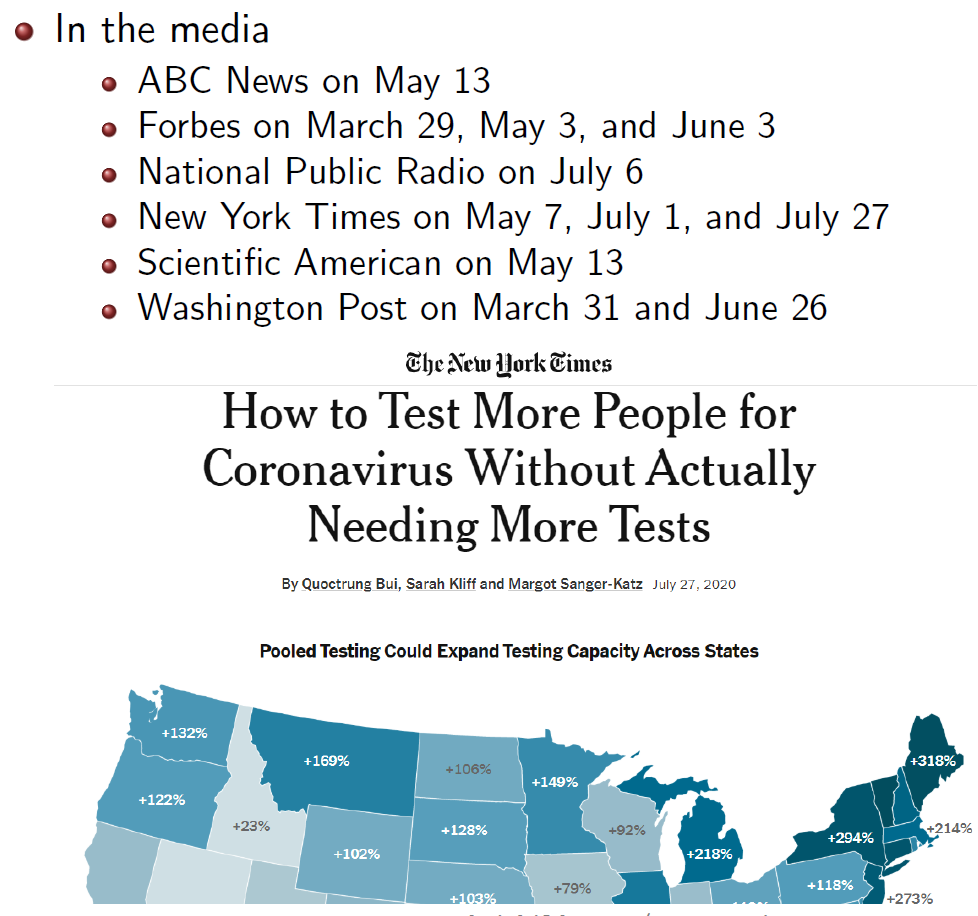 In the media
ABC News on May 13
Forbes on March 29, May 3, and June 3
National Public Radio on July 6
New York Times on May 7, July 1, and July 27
Scientific American on May 13
Washington Post on March 31 and June 26
The New York Times
How to Test More People for
Coronavirus Without Actually
Needing More Tests
By Quoctrung Bui, Sarah Kliff and Margot Sanger-Katz July 27, 2020
Pooled Testing Could Expand Testing Capacity Across States
+132%
+169%
+106%
+149%
+318%
+122%
+23%
+128%
+92%
+214%
+102%
+218%
+294%
+103%
+79%
+118%
+273%